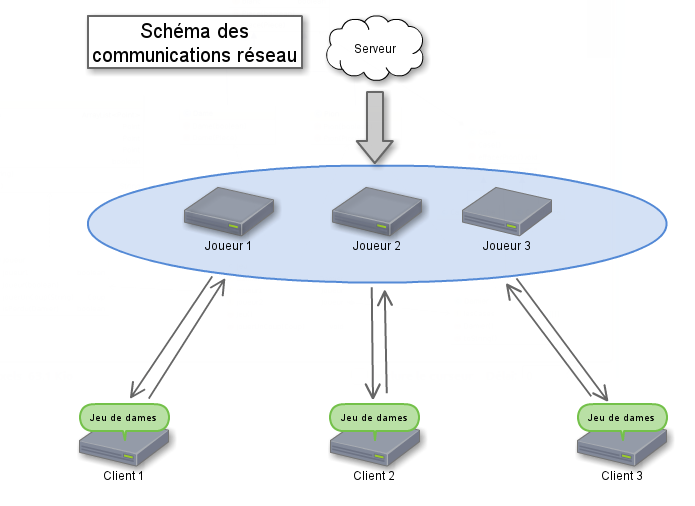 Schéma des
communications réseau
Serveur
Joueur 1
Joueur 2
Joueur 3
Jeu de dames
Jeu de dames
Jeu de dames
Client 1
Client 2
Client 3